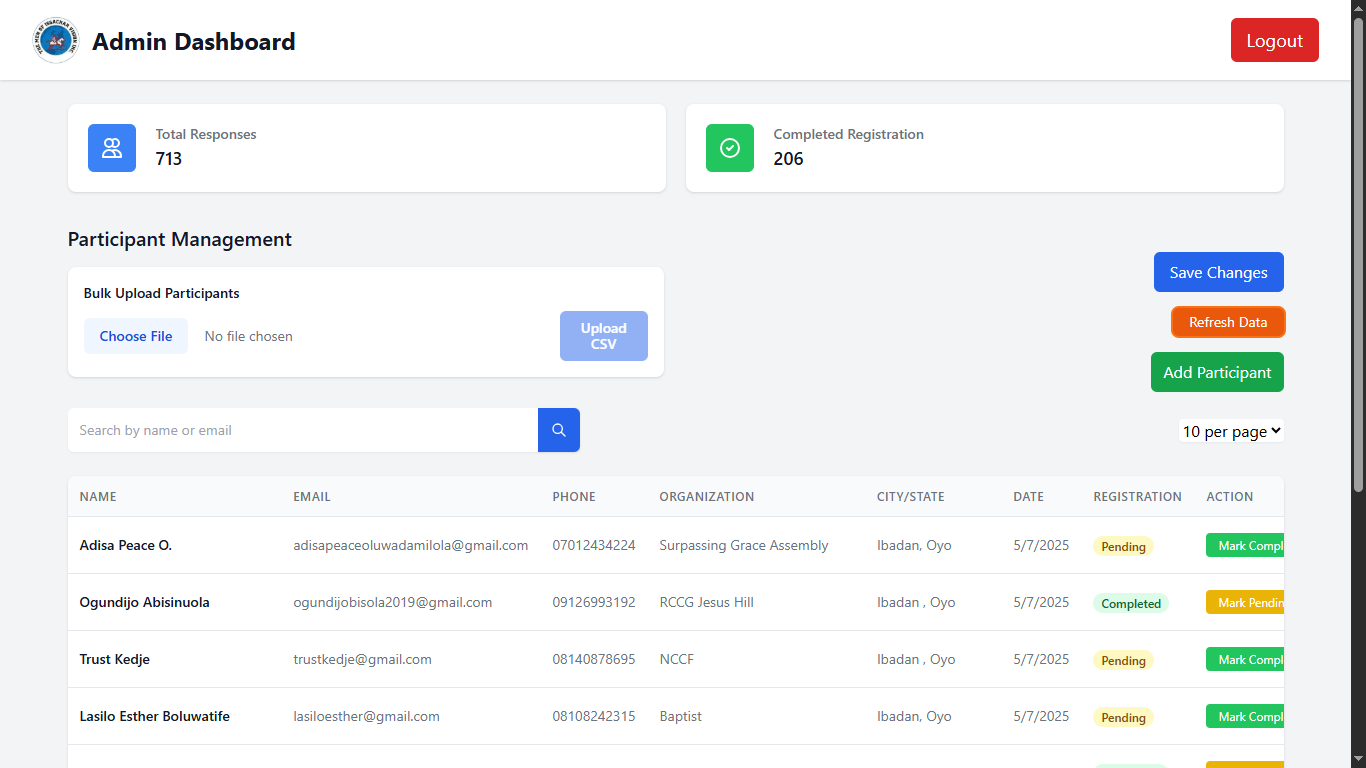 Admin Dashboard
Logout
Total Responses
713
Completed Registration
206
Participant Management
Save Changes
Bulk Upload Participants
Choose File No file chosen
Upload
CSV
Refresh Data
Add Participant
Search by name or email
10 per page
NAME EMAIL PHONE ORGANIZATION CITY/STATE DATE REGISTRATION ACTION
Adisa Peace O. adisapeaceoluwadamilola@gmail.com 07012434224 Surpassing Grace Assembly Ibadan, Oyo 5/7/2025 Pending Mark Compl
Ogundijo Abisinuola ogundijobisola2019@gmail.com 09126993192 RCCG Jesus Hill Ibadan , Oyo 5/7/2025 Completed Mark Pendin
Trust Kedje trustkedje@gmail.com 08140878695 NCCF Ibadan , Oyo 5/7/2025 Pending Mark Compl
Lasilo Esther Boluwatife lasiloesther@gmail.com 08108242315 Baptist Ibadan, Oyo 5/7/2025 Pending Mark Compl